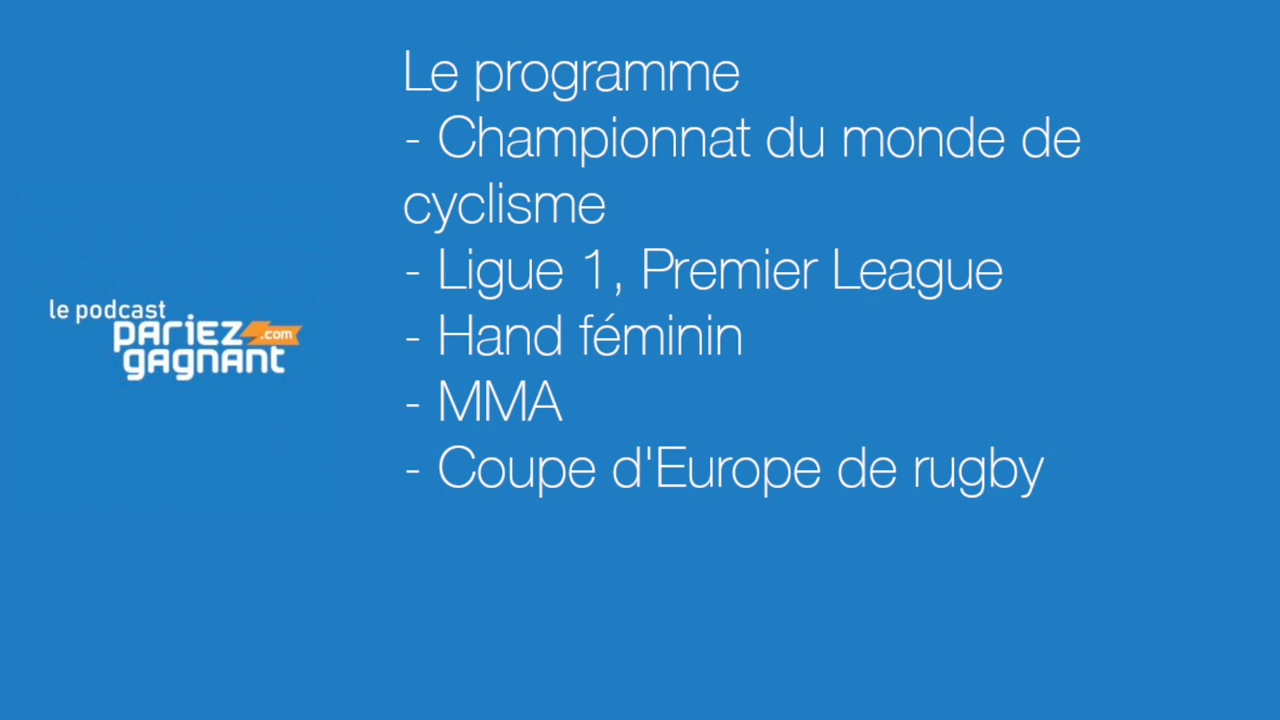 Le programme
- Championnat du monde de
cyclisme
- Ligue 1, Premier League
- Hand féminin
- MMA
- Coupe d'Europe de rugby
le podcast
PARIEZ .com
GAGNANT